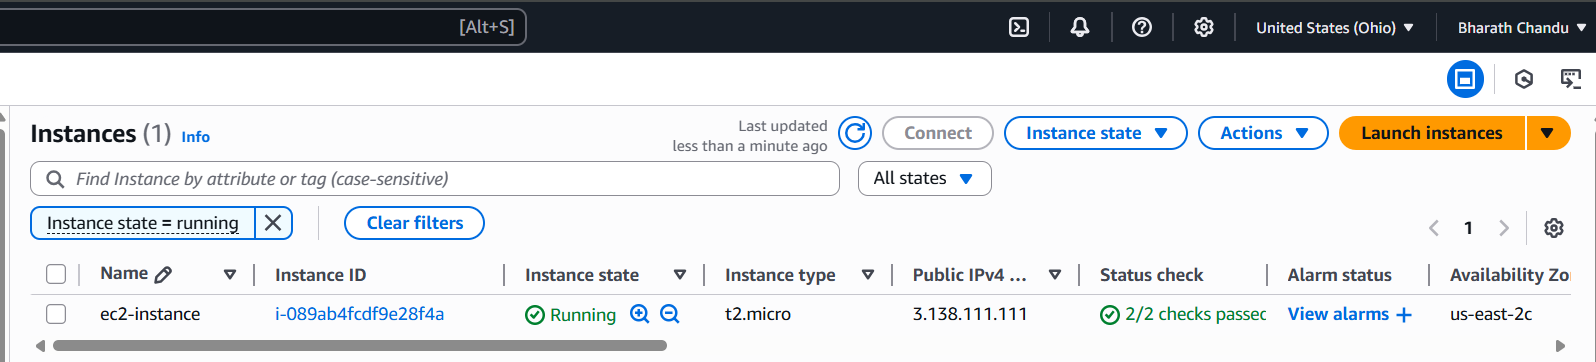 [Alt+S] United States (Ohio) Bharath Chandu
Instances (1) Info
Last updated
less than a minute ago
Connect Instance state Actions Launch instances
Find Instance by attribute or tag (case-sensitive) All states
Instance state = running Clear filters
1
Name Instance ID Instance state Instance type Public IPv4 ... Status check Alarm status Availability Zo
ec2-instance i-089ab4fcdf9e28f4a Running t2.micro 3.138.111.111 2/2 checks passed View alarms + us-east-2c